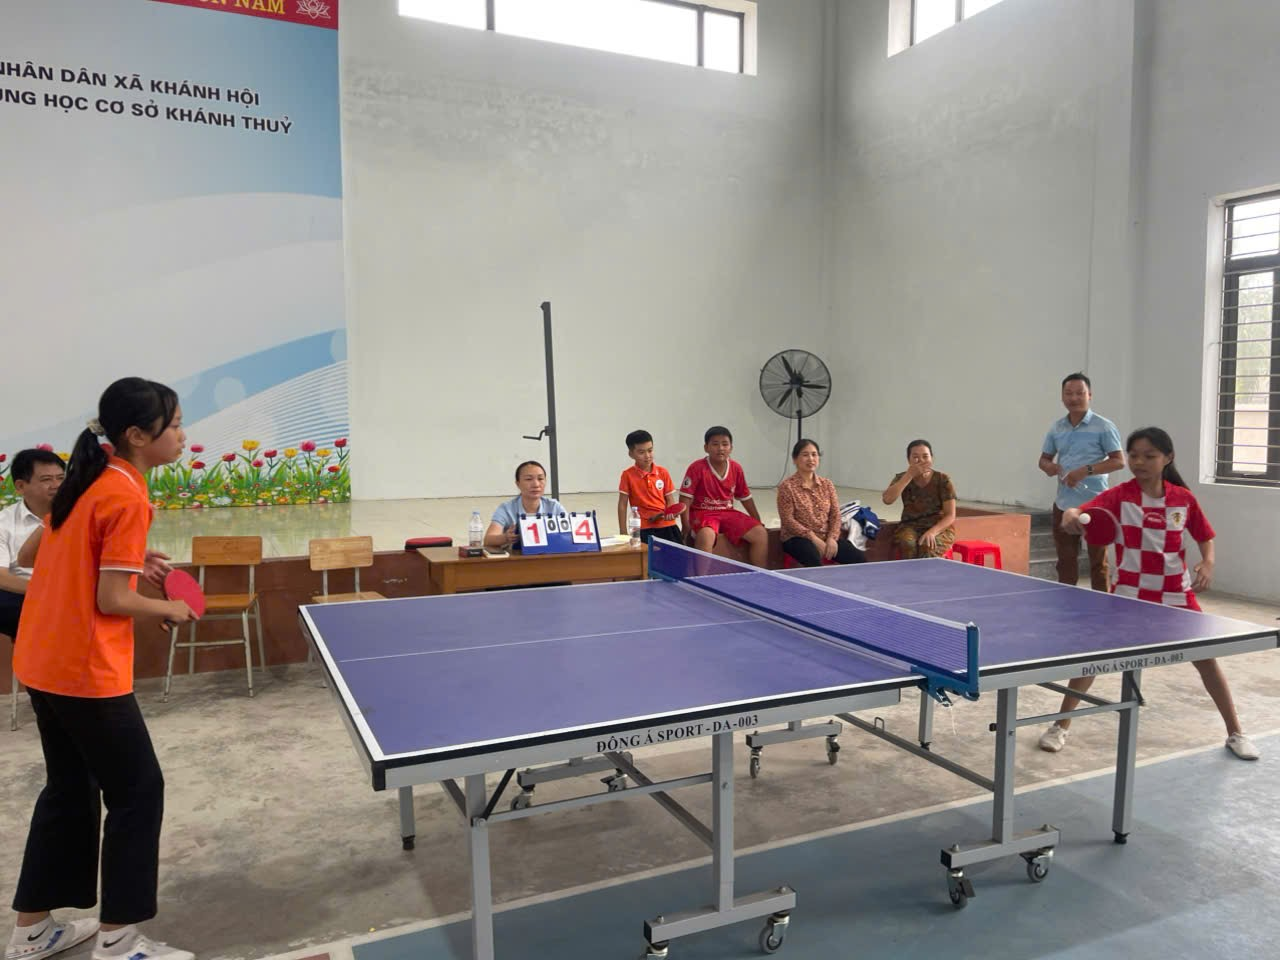 NAM
NHÂN DÂN XÃ KHÁNH HỘI
HỌC CƠ SỞ KHÁNH THUỶ
1 0 0 4
ĐÔNG Á SPORT - DA-003
ĐÔNG Á SPORT - DA-003